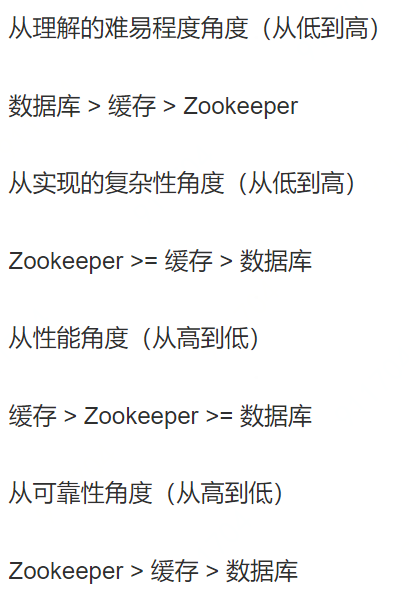 从理解的难易程度角度（从低到高）
数据库 > 缓存 > Zookeeper
从实现的复杂性角度（从低到高）
Zookeeper >= 缓存 > 数据库
从性能角度（从高到低）
缓存 > Zookeeper >= 数据库
从可靠性角度（从高到低）
Zookeeper > 缓存 > 数据库